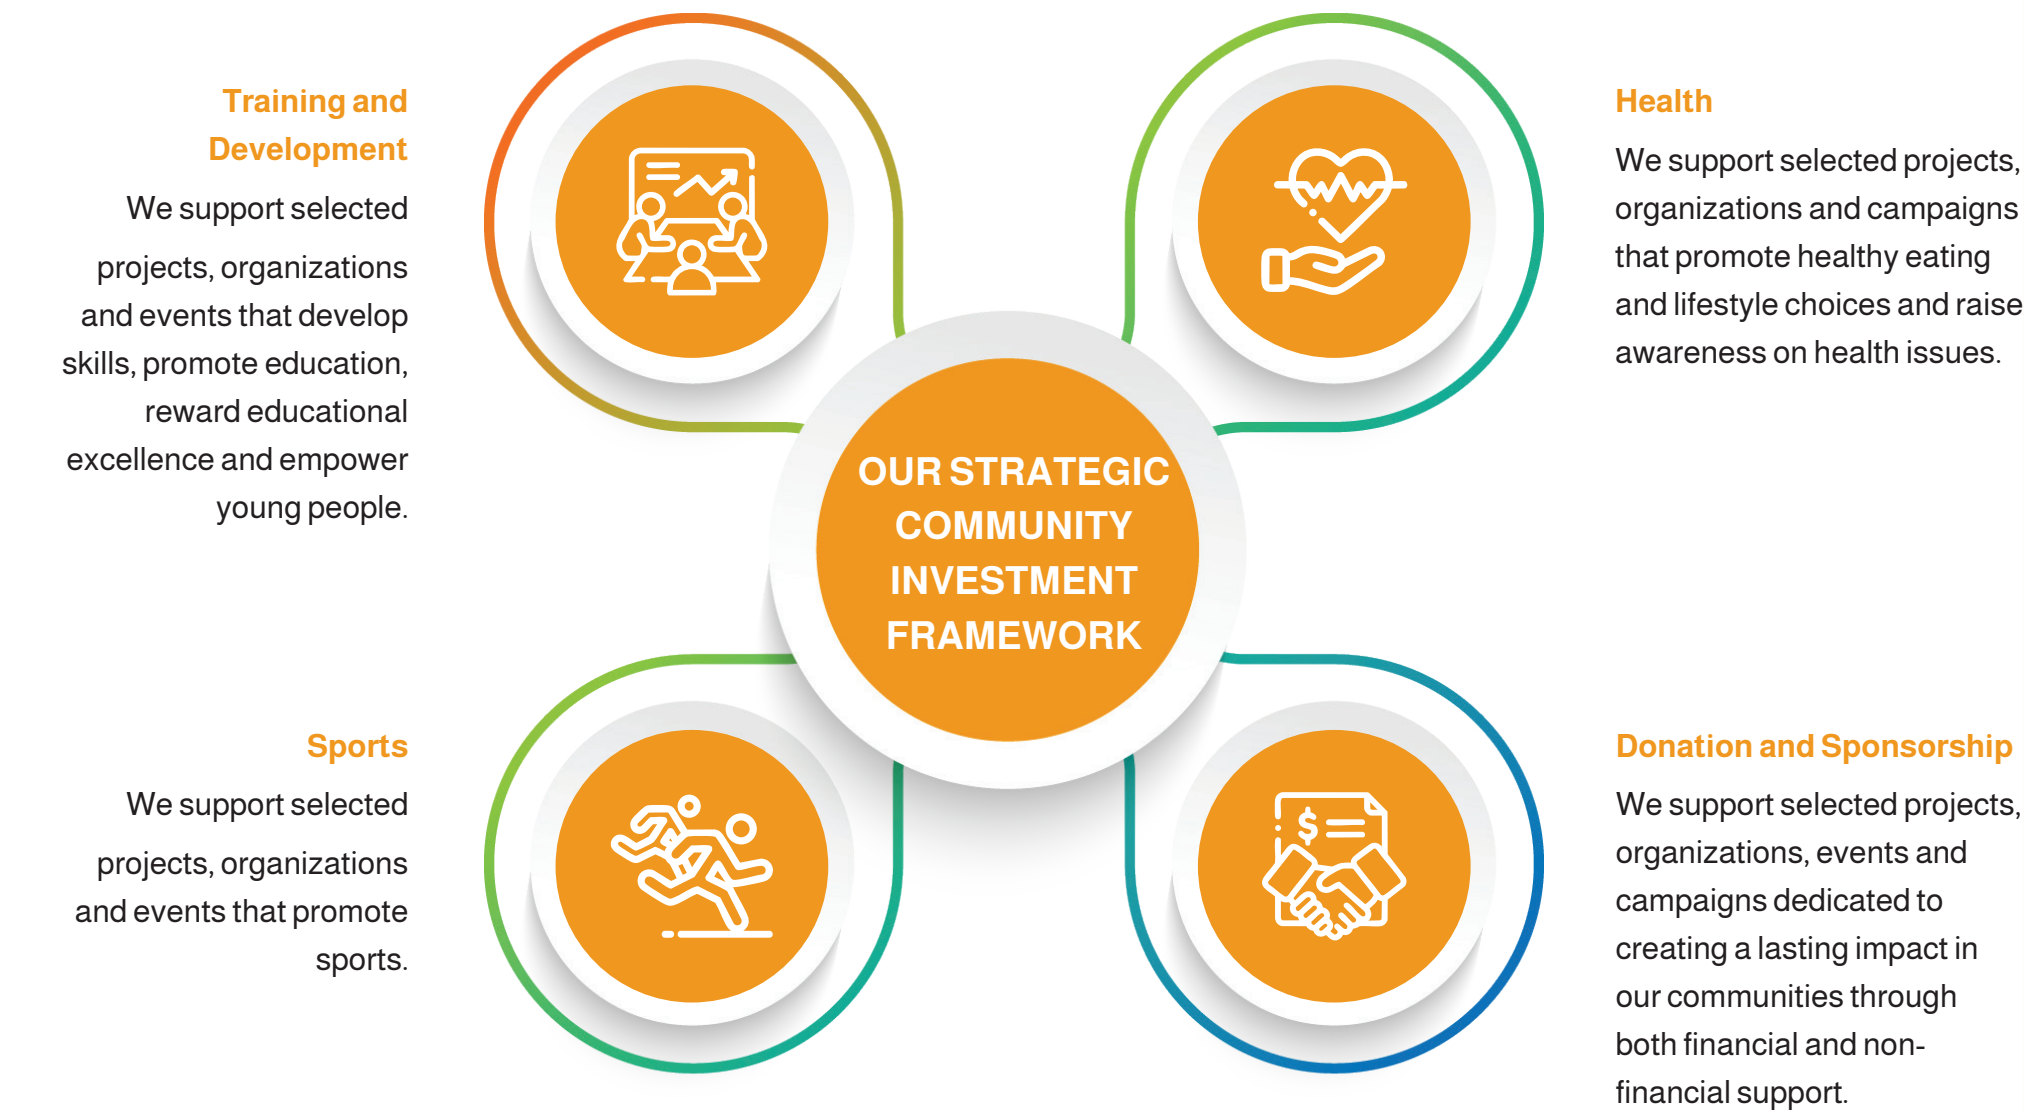 Training and
Development
We support selected
projects, organizations
and events that develop
skills, promote education,
reward educational
excellence and empower
young people.
Health
We support selected projects,
organizations and campaigns
that promote healthy eating
and lifestyle choices and raise
awareness on health issues.
OUR STRATEGIC
COMMUNITY
INVESTMENT
FRAMEWORK
Sports
We support selected
projects, organizations
and events that promote
sports.
Donation and Sponsorship
We support selected projects,
organizations, events and
campaigns dedicated to
creating a lasting impact in
our communities through
both financial and non-
financial support.
$